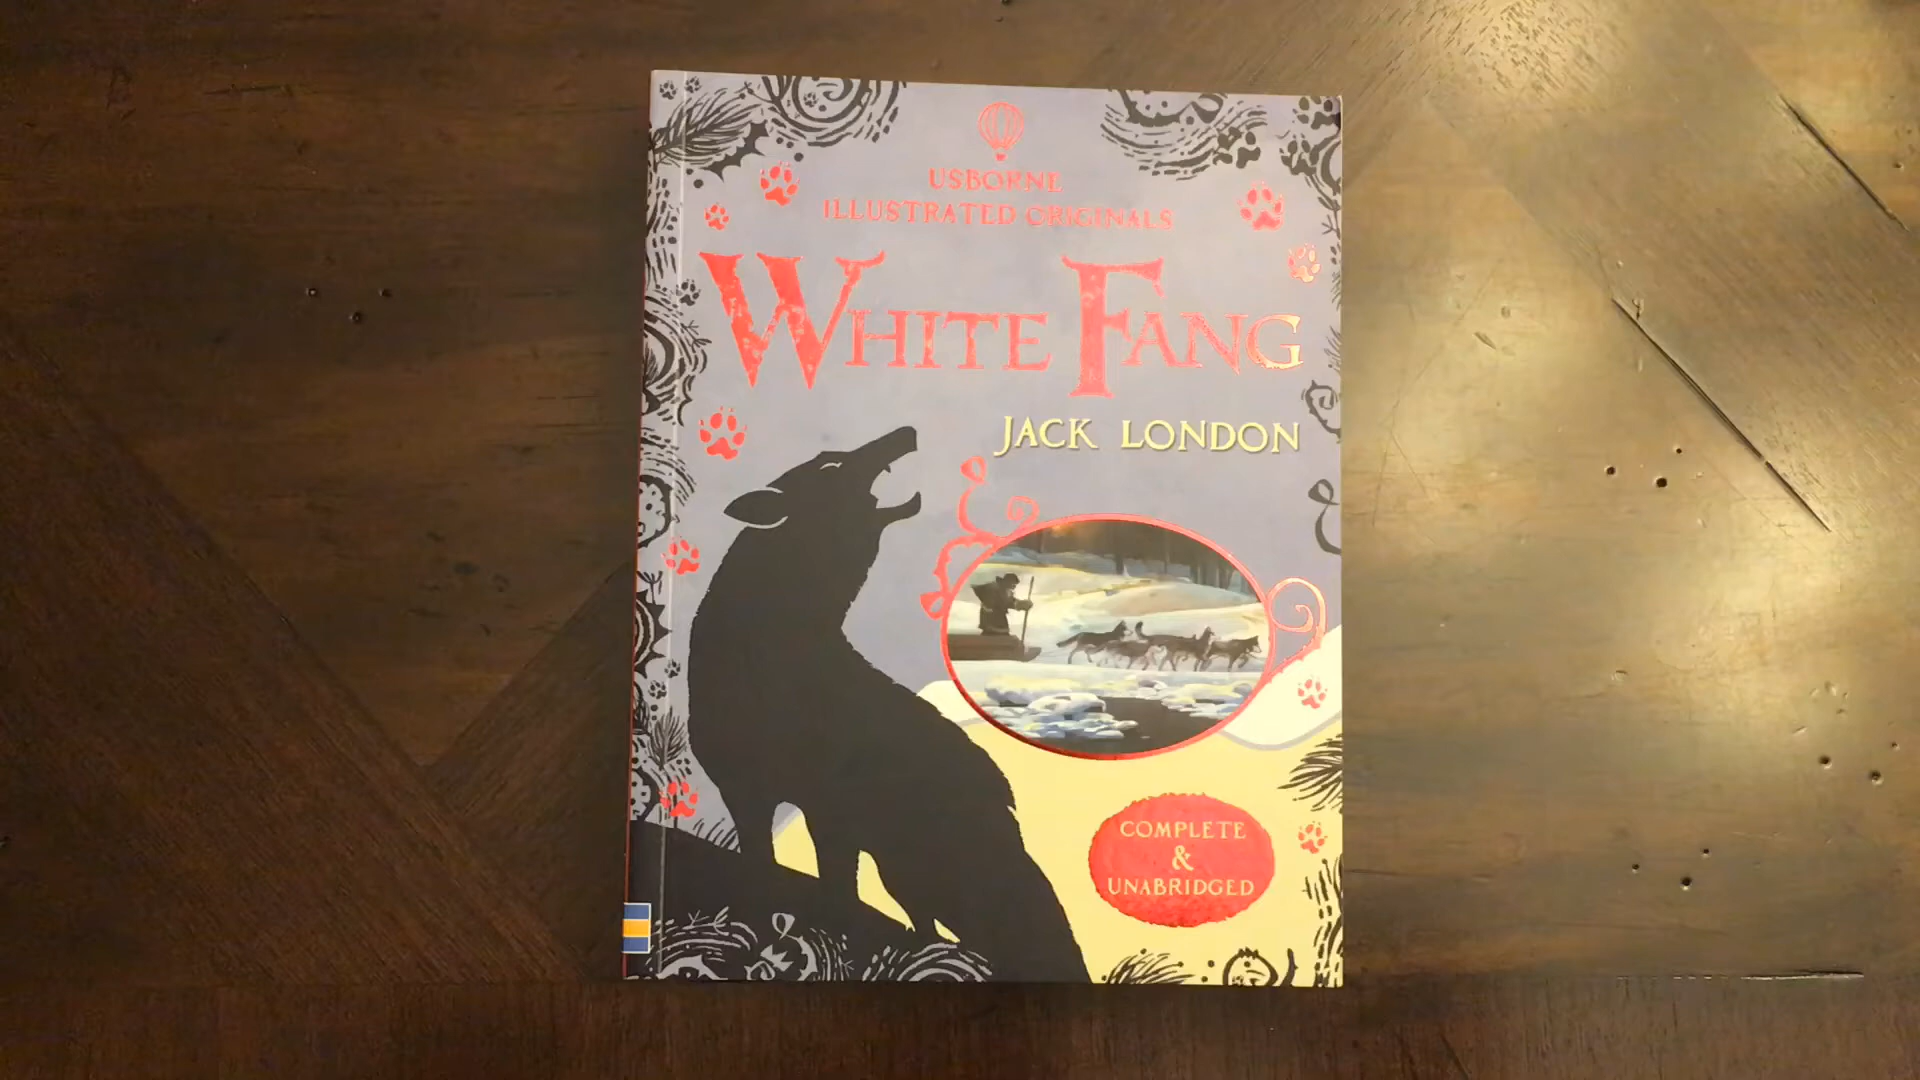 USBORNE
ILLUSTRATED ORIGINALS
WHITE FANG
JACK LONDON
COMPLETE
&
UNABRIDGED